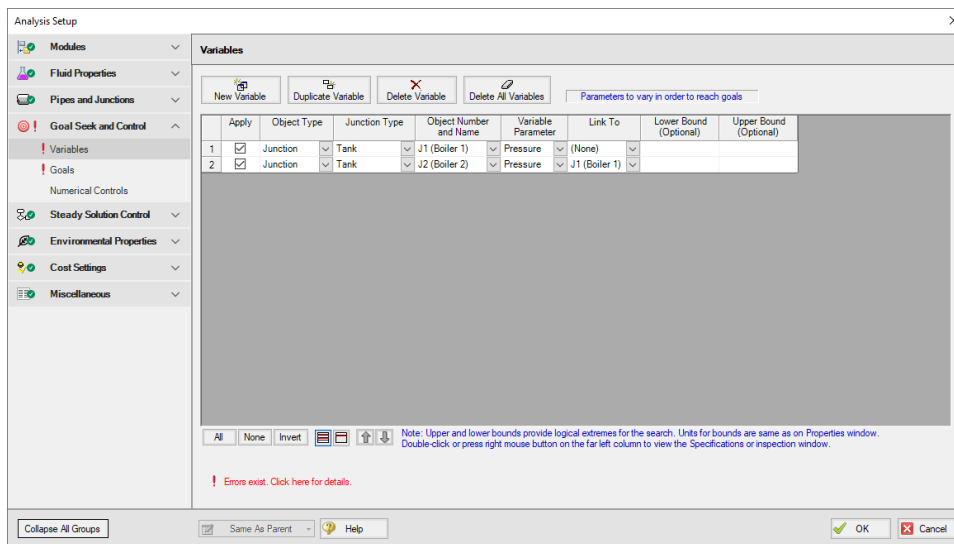 Analysis Setup
Modules
Fluid Properties
Pipes and Junctions
Goal Seek and Control
Variables
Goals
Numerical Controls
Steady Solution Control
Environmental Properties
Cost Settings
Miscellaneous
Variables
New Variable
Duplicate Variable
Delete Variable
Delete All Variables
Parameters to vary in order to reach goals
Apply Object Type Junction Type Object Number and Name Variable Parameter Link To Lower Bound (Optional) Upper Bound (Optional)
1 Junction Tank J1 (Boiler 1) Pressure (None)
2 Junction Tank J2 (Boiler 2) Pressure J1 (Boiler 1)
All None Invert
Note: Upper and lower bounds provide logical extremes for the search. Units for bounds are same as on Properties window.
Double-click or press right mouse button on the far left column to view the Specifications or inspection window.
Errors exist. Click here for details.
Collapse All Groups
Same As Parent
Help
OK
Cancel